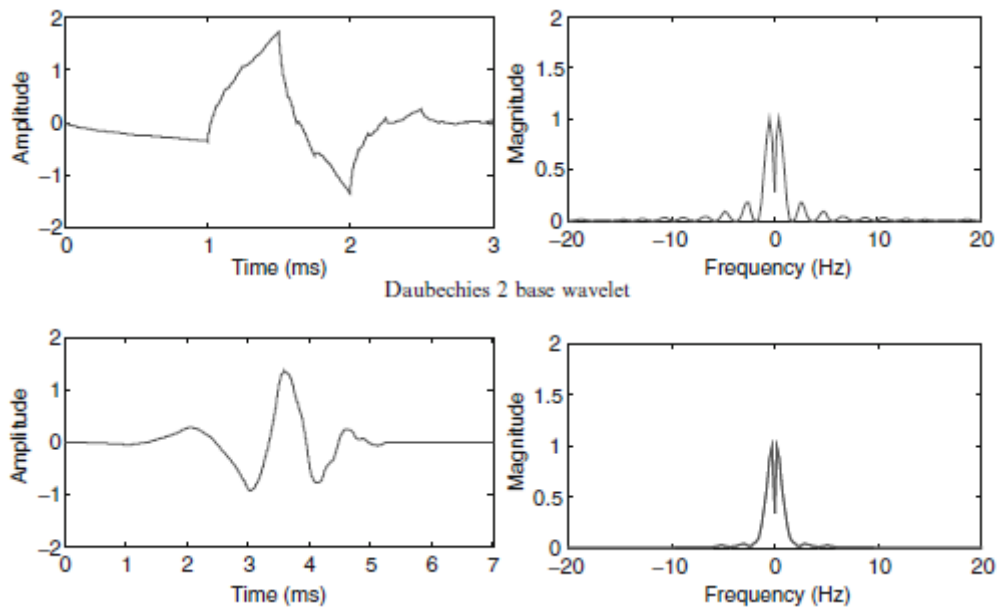 2
1
0
−1
−2
Amplitude
0 1 2 3
Time (ms)
2
1.5
1
0.5
0
Magnitude
−20 −10 0 10 20
Frequency (Hz)
Daubechies 2 base wavelet
2
1
0
−1
−2
Amplitude
0 1 2 3 4 5 6 7
Time (ms)
2
1.5
1
0.5
0
Magnitude
−20 −10 0 10 20
Frequency (Hz)